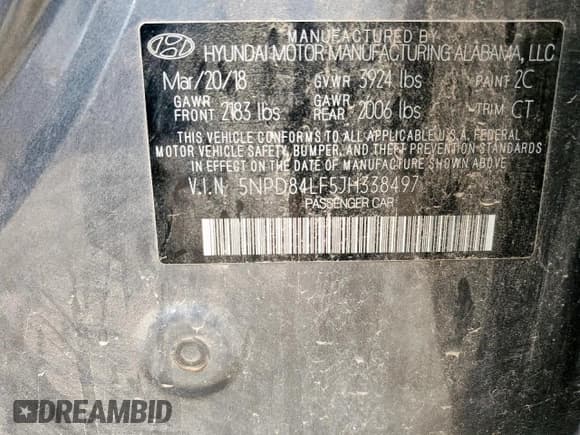 MANUFACTURED BY
HYUNDAI MOTOR MANUFACTURING ALABAMA, LLC
Mar/20/18 GVWR 3924 lbs PAINT 2C
GAWR FRONT 2183 lbs GAWR REAR 2006 lbs TRIM CT
THIS VEHICLE CONFORMS TO ALL APPLICABLE U.S.A. FEDERAL
MOTOR VEHICLE SAFETY, BUMPER, AND THEFT PREVENTION STANDARDS
IN EFFECT ON THE DATE OF MANUFACTURE SHOWN ABOVE.
V.I.N. 5NPD84LF5JH338497
PASSENGER CAR
DREAMBID